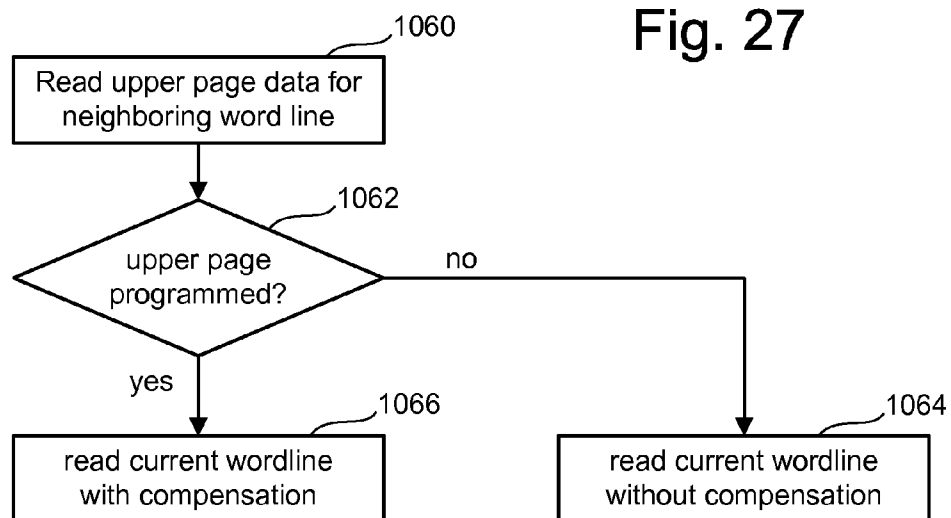 Fig. 27
1060
Read upper page data for
neighboring word line
1062
upper page
programmed?
no
yes
1066
1064
read current wordline
with compensation
read current wordline
without compensation